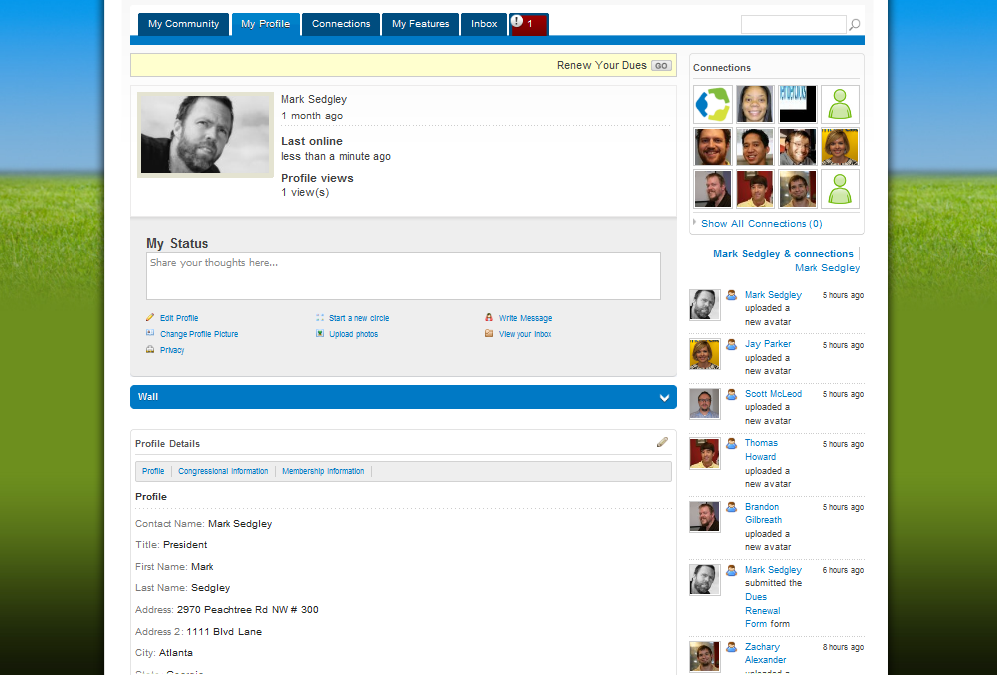 My Community
My Profile
Connections
My Features
Inbox
1
Renew Your Dues GO
Mark Sedgley
1 month ago
Last online
less than a minute ago
Profile views
1 view(s)
My Status
Share your thoughts here...
Edit Profile
Start a new circle
Write Message
Change Profile Picture
Upload photos
View your Inbox
Privacy
Wall
Profile Details
Profile
Congressional Information
Membership Information
Profile
Contact Name: Mark Sedgley
Title: President
First Name: Mark
Last Name: Sedgley
Address: 2970 Peachtree Rd NW # 300
Address 2: 1111 Blvd Lane
City: Atlanta
Connections
Show All Connections (0)
Mark Sedgley & connections
Mark Sedgley
Mark Sedgley
uploaded a
new avatar
5 hours ago
Jay Parker
uploaded a
new avatar
5 hours ago
Scott McLeod
uploaded a
new avatar
5 hours ago
Thomas
Howard
uploaded a
new avatar
5 hours ago
Brandon
Gilbreath
uploaded a
new avatar
5 hours ago
Mark Sedgley
submitted the
Dues
Renewal
Form form
6 hours ago
Zachary
Alexander
8 hours ago